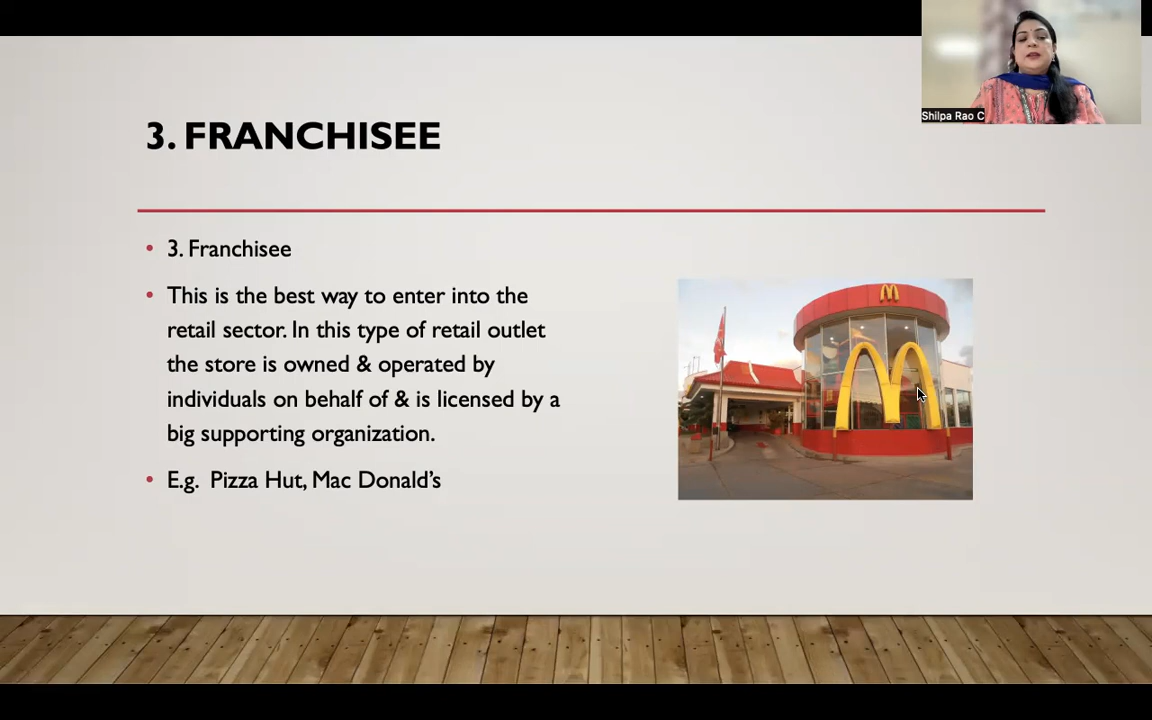 Shilpa Rao C
3. FRANCHISEE
• 3. Franchisee
• This is the best way to enter into the
retail sector. In this type of retail outlet
the store is owned & operated by
individuals on behalf of & is licensed by a
big supporting organization.
• E.g.  Pizza Hut, Mac Donald’s